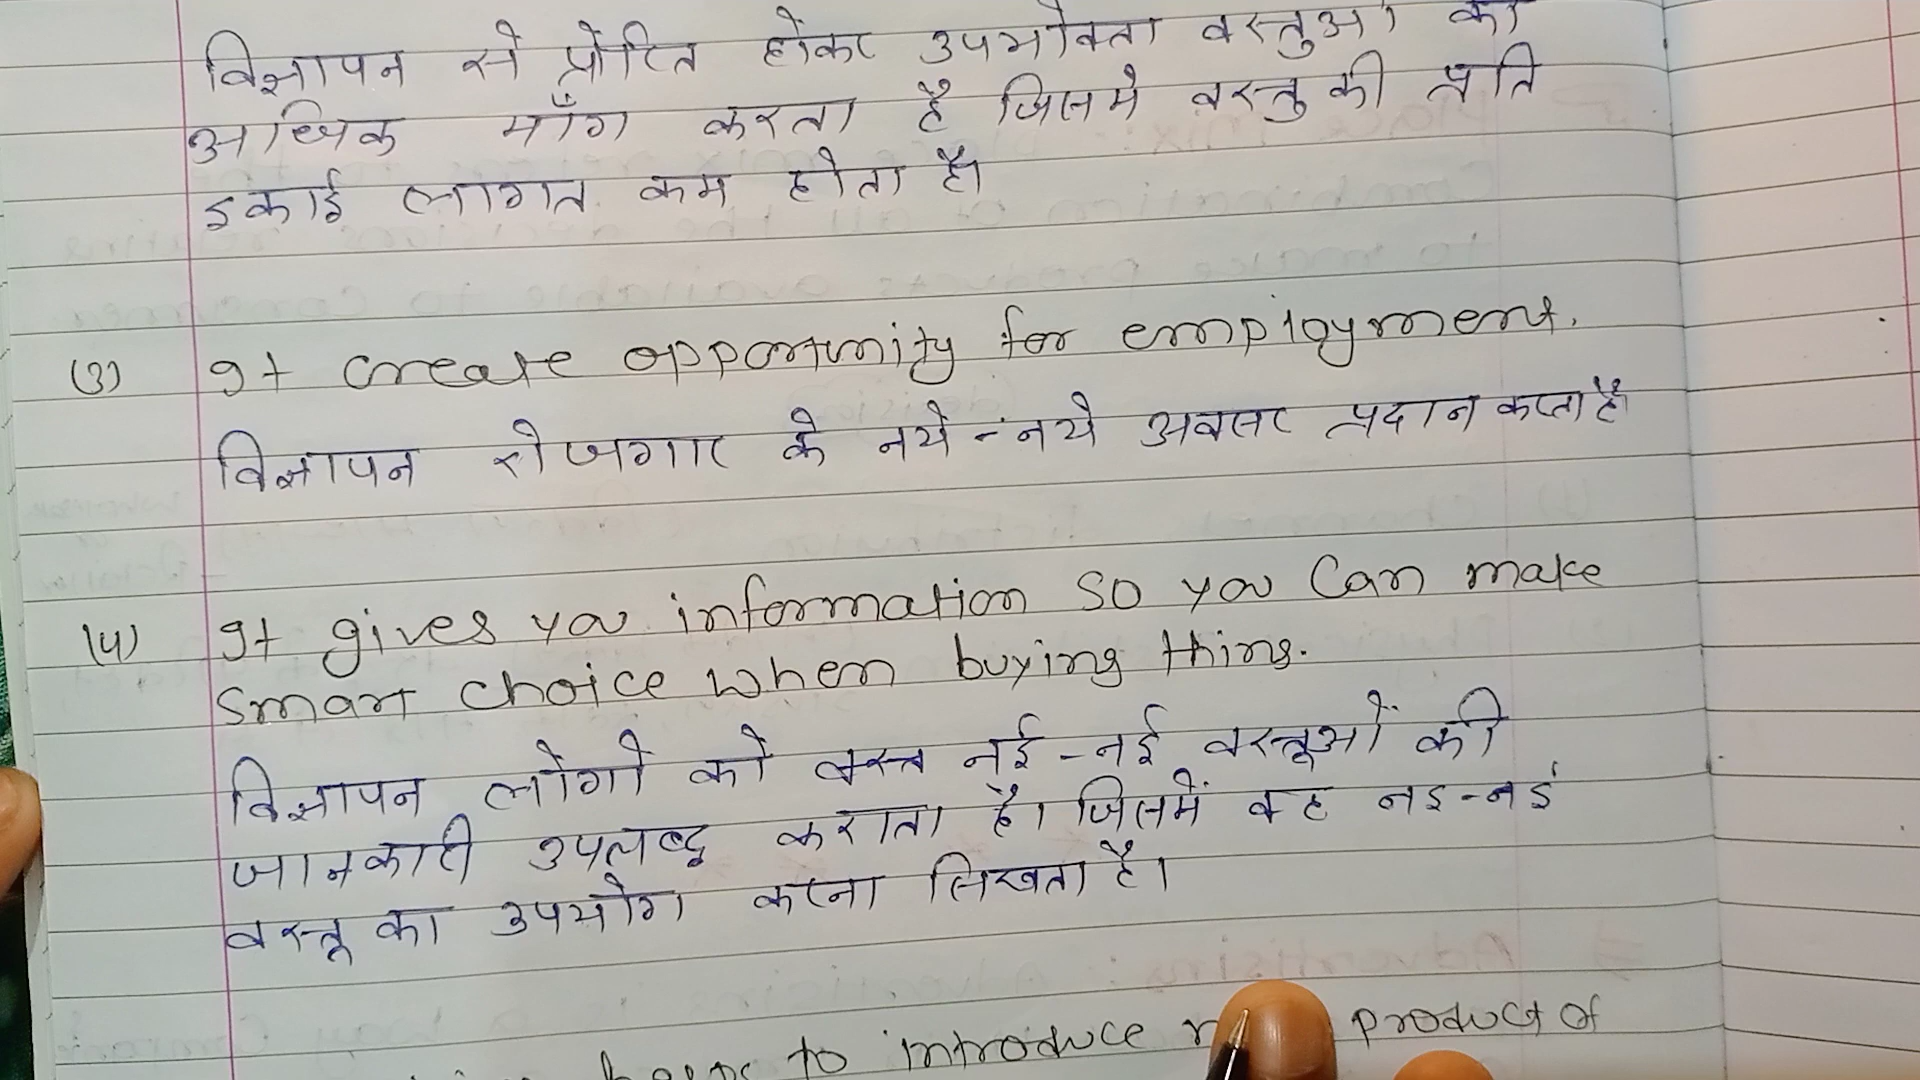 विज्ञापन से प्रेरित होकर उपभोक्ता वस्तुओं की
अधिक माँग करता है जिसमे वस्तु की प्रति
इकाई लागत कम होता है।
(3) It create opportunity for employment.
विज्ञापन रोजगार के नये-नये अवसर प्रदान करता है।
(4) It gives you information so you can make
smart choice when buying thing.
विज्ञापन लोगो को नई-नई वस्तूओं की
जानकारी उपलब्द्ध कराता है। जिसमें वह नइ-नई
वस्तू का उपयोग करना सिखता है।
to introduce product of